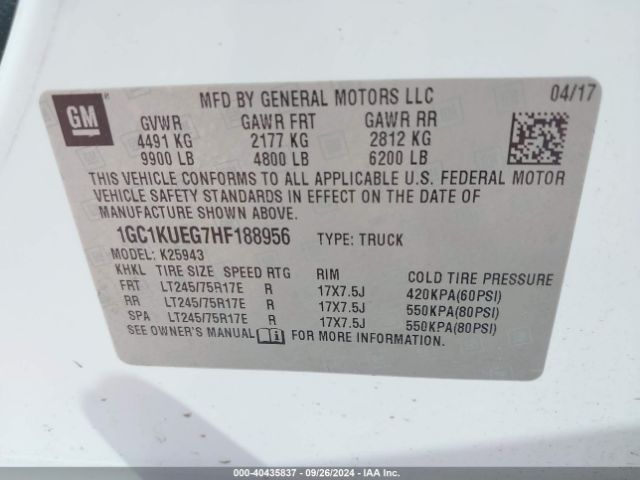 GM
MFD BY GENERAL MOTORS LLC 04/17
GVWR GAWR FRT GAWR RR
4491 KG 2177 KG 2812 KG
9900 LB 4800 LB 6200 LB
THIS VEHICLE CONFORMS TO ALL APPLICABLE U.S. FEDERAL MOTOR
VEHICLE SAFETY STANDARDS IN EFFECT ON THE DATE OF
MANUFACTURE SHOWN ABOVE.
1GC1KUEG7HF188956 TYPE: TRUCK
MODEL: K25943
KHKL TIRE SIZE SPEED RTG RIM COLD TIRE PRESSURE
FRT LT245/75R17E R 17X7.5J 420KPA(60PSI)
RR LT245/75R17E R 17X7.5J 550KPA(80PSI)
SPA LT245/75R17E R 17X7.5J 550KPA(80PSI)
SEE OWNER'S MANUAL FOR MORE INFORMATION.
000-40435837 - 09/26/2024 - IAA Inc.